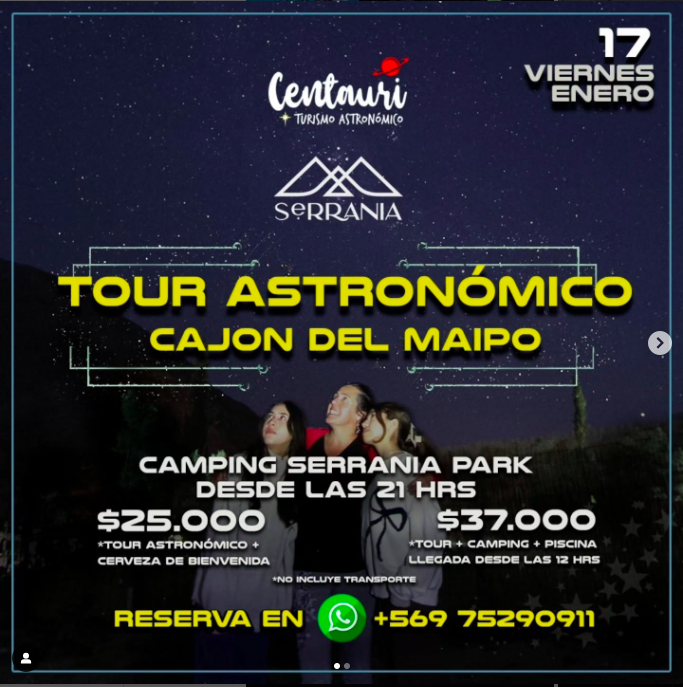 17
VIERNES
ENERO
Centauri
TURISMO ASTRONÓMICO
SeRRANIA
TOUR ASTRONÓMICO
CAJON DEL MAIPO
CAMPING SERRANIA PARK
DESDE LAS 21 HRS
$25.000
*TOUR ASTRONÓMICO +
CERVEZA DE BIENVENIDA
$37.000
*TOUR + CAMPING + PISCINA
LLEGADA DESDE LAS 12 HRS
*NO INCLUYE TRANSPORTE
RESERVA EN +569 75290911